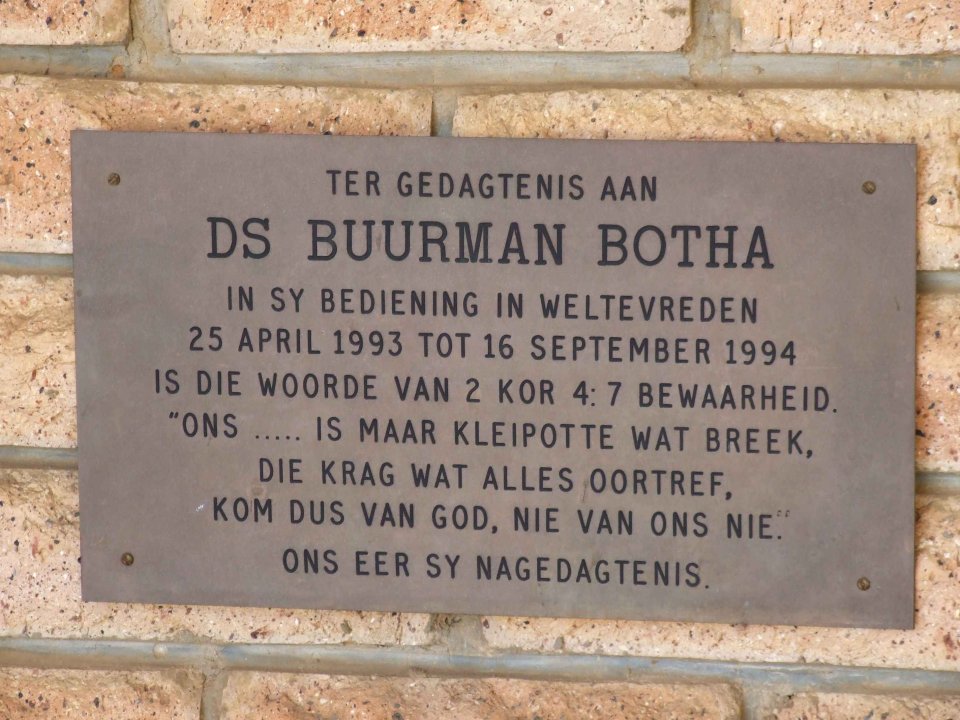 TER GEDAGTENIS AAN
DS BUURMAN BOTHA
IN SY BEDIENING IN WELTEVREDEN
25 APRIL 1993 TOT 16 SEPTEMBER 1994
IS DIE WOORDE VAN 2 KOR 4: 7 BEWAARHEID.
"ONS ..... IS MAAR KLEIPOTTE WAT BREEK,
DIE KRAG WAT ALLES OORTREF,
KOM DUS VAN GOD, NIE VAN ONS NIE."
ONS EER SY NAGEDAGTENIS.